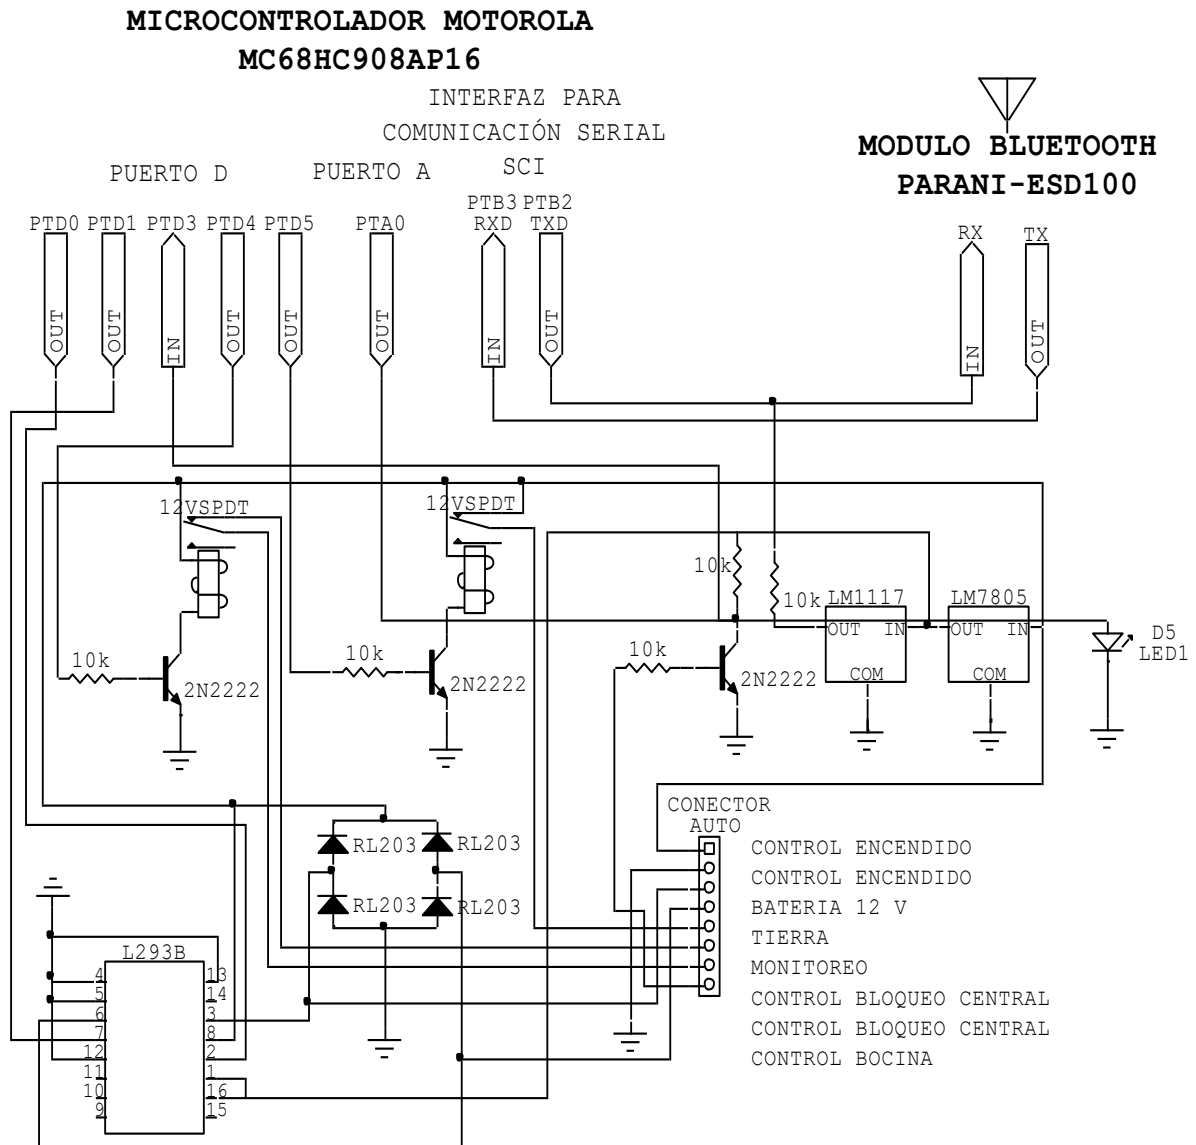 MICROCONTROLADOR MOTOROLA
MC68HC908AP16
INTERFAZ PARA
COMUNICACIÓN SERIAL
SCI
MODULO BLUETOOTH
PARANI-ESD100
PUERTO D
PUERTO A
PTB3 PTB2
PTD0 PTD1 PTD3 PTD4 PTD5 PTA0 RXD TXD
RX TX
OUT OUT IN OUT OUT OUT IN OUT IN OUT
12VSPDT 12VSPDT
10k
10k LM1117 LM7805
OUT IN OUT IN
D5
LED1
10k 10k 10k
COM COM
2N2222 2N2222 2N2222
CONECTOR
AUTO
RL203 RL203
RL203 RL203
CONTROL ENCENDIDO
CONTROL ENCENDIDO
BATERIA 12 V
TIERRA
MONITOREO
CONTROL BLOQUEO CENTRAL
CONTROL BLOQUEO CENTRAL
CONTROL BOCINA
L293B
4 13
5 14
6 3
7 8
12 2
11 1
10 16
9 15